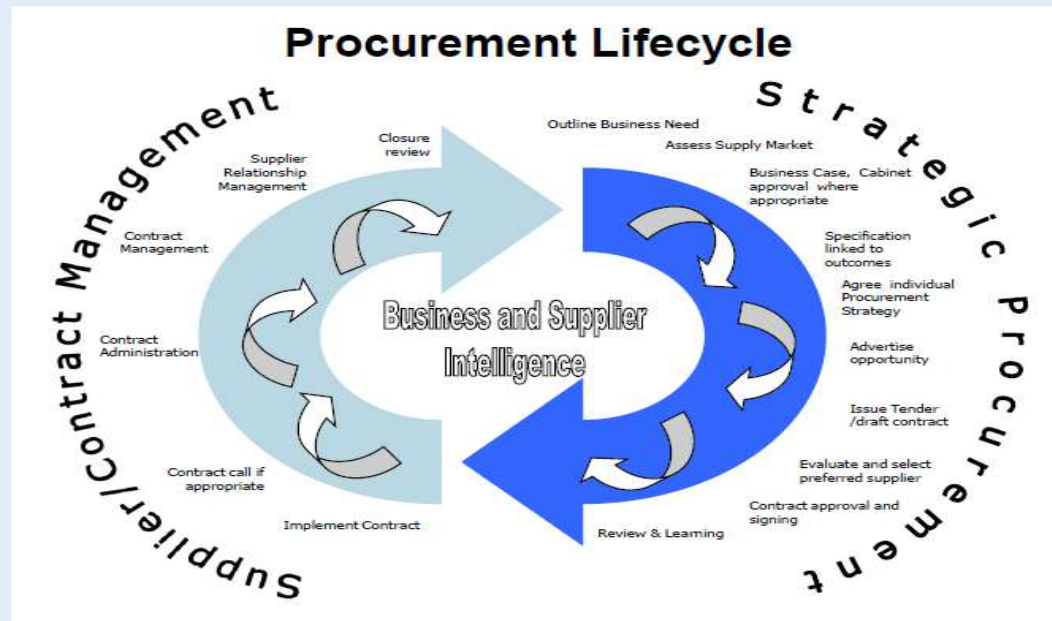 Procurement Lifecycle
Strategic Procurement
Outline Business Need
Assess Supply Market
Business Case, Cabinet
approval where
appropriate
Specification
linked to
outcomes
Agree individual
Procurement
Strategy
Advertise
opportunity
Issue Tender
/draft contract
Evaluate and select
preferred supplier
Contract approval and
signing
Review & Learning
Supplier/Contract Management
Implement Contract
Contract call if
appropriate
Contract
Administration
Contract
Management
Supplier
Relationship
Management
Closure
review
Business and Supplier
Intelligence